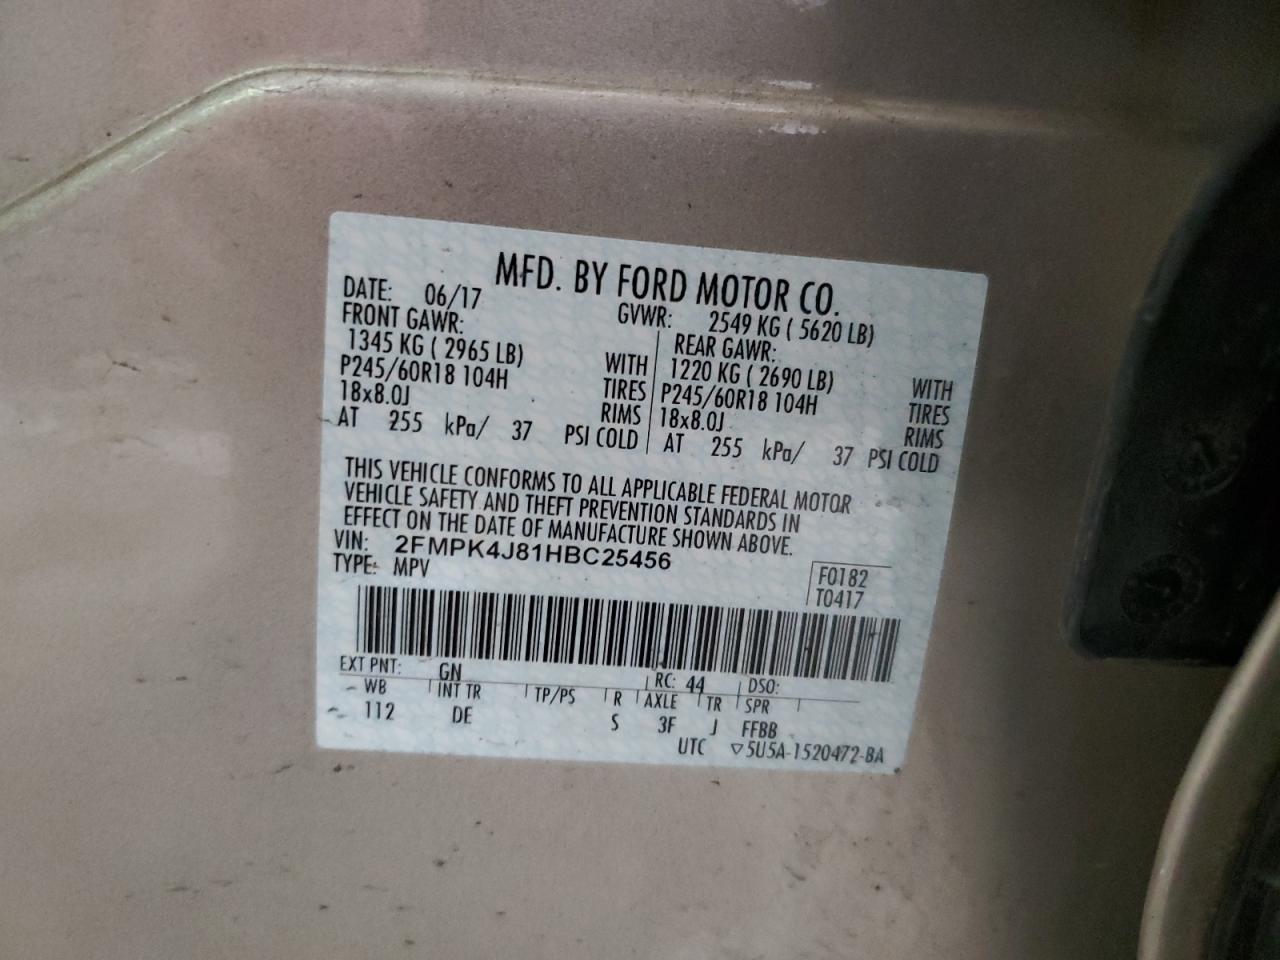 MFD. BY FORD MOTOR CO.
DATE: 06/17 GVWR: 2549 KG ( 5620 LB)
FRONT GAWR: REAR GAWR:
1345 KG ( 2965 LB) WITH 1220 KG ( 2690 LB) WITH
P245/60R18 104H TIRES P245/60R18 104H TIRES
18x8.0J RIMS 18x8.0J RIMS
AT 255 kPa/ 37 PSI COLD AT 255 kPa/ 37 PSI COLD
THIS VEHICLE CONFORMS TO ALL APPLICABLE FEDERAL MOTOR
VEHICLE SAFETY AND THEFT PREVENTION STANDARDS IN
EFFECT ON THE DATE OF MANUFACTURE SHOWN ABOVE.
VIN: 2FMPK4J81HBC25456
TYPE: MPV F0182
T0417
EXT PNT: GN RC: 44 DSO:
WB INT TR TP/PS R AXLE TR SPR
112 DE S 3F J FFBB
UTC ▽5U5A-1520472-BA